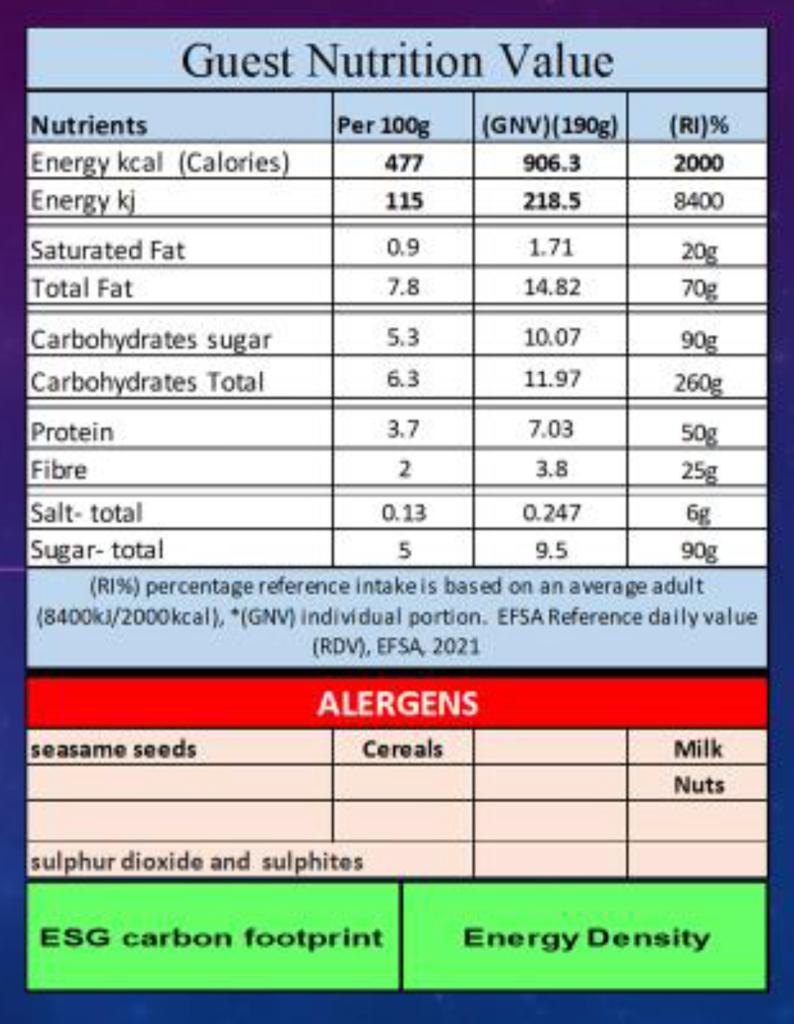 Guest Nutrition Value
Nutrients Per 100g (GNV)(190g) (RI)%
Energy kcal (Calories) 477 906.3 2000
Energy kj 115 218.5 8400
Saturated Fat 0.9 1.71 20g
Total Fat 7.8 14.82 70g
Carbohydrates sugar 5.3 10.07 90g
Carbohydrates Total 6.3 11.97 260g
Protein 3.7 7.03 50g
Fibre 2 3.8 25g
Salt- total 0.13 0.247 6g
Sugar- total 5 9.5 90g
(RI%) percentage reference intake is based on an average adult
(8400kJ/2000kcal), *(GNV) individual portion. EFSA Reference daily value
(RDV), EFSA, 2021
ALERGENS
seasame seeds Cereals Milk
Nuts
sulphur dioxide and sulphites
ESG carbon footprint Energy Density